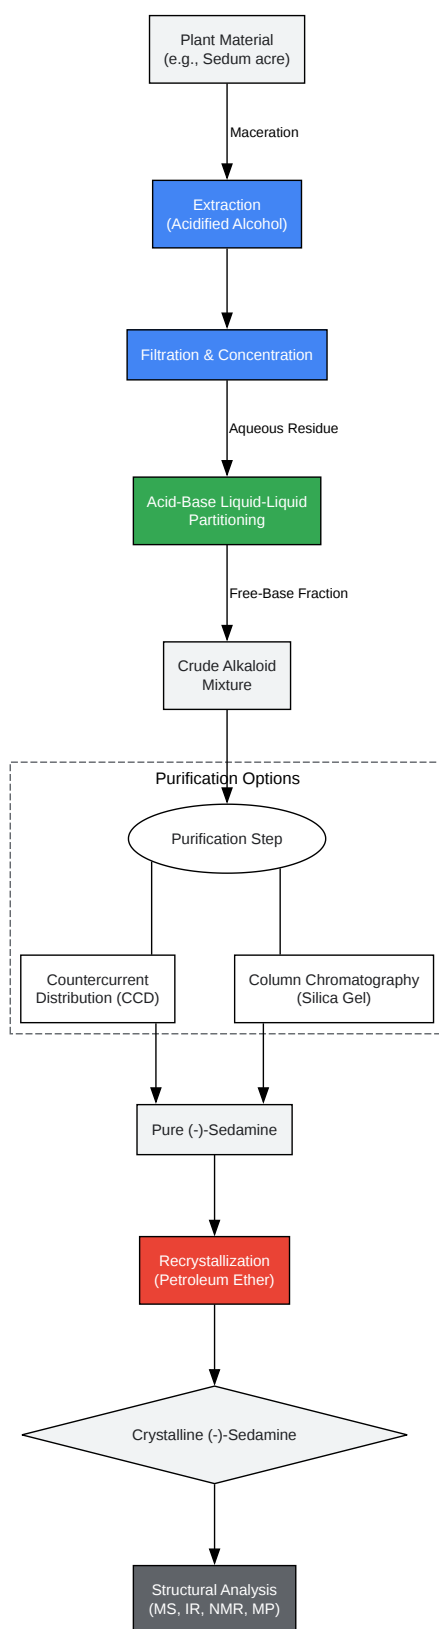 Plant Material
(e.g., Sedum acre)
Maceration
Extraction
(Acidified Alcohol)
Filtration & Concentration
Aqueous Residue
Acid-Base Liquid-Liquid
Partitioning
Free-Base Fraction
Crude Alkaloid
Mixture
Purification Options
Purification Step
Countercurrent
Distribution (CCD)
Column Chromatography
(Silica Gel)
Pure (-)-Sedamine
Recrystallization
(Petroleum Ether)
Crystalline (-)-Sedamine
Structural Analysis
(MS, IR, NMR, MP)